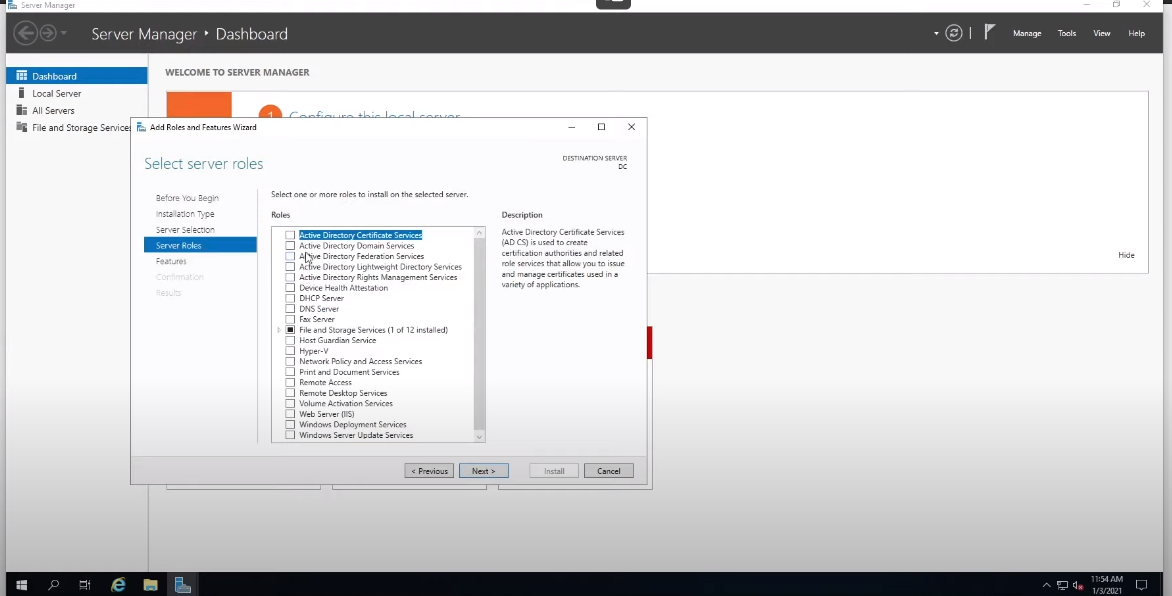 Server Manager
Server Manager ‣ Dashboard
Manage
Tools
View
Help
Dashboard
Local Server
All Servers
File and Storage Services
WELCOME TO SERVER MANAGER
1
Configure this local server
Hide
Add Roles and Features Wizard
Select server roles
DESTINATION SERVER
DC
Before You Begin
Installation Type
Server Selection
Server Roles
Features
Confirmation
Results
Select one or more roles to install on the selected server.
Roles
Active Directory Certificate Services
Active Directory Domain Services
Active Directory Federation Services
Active Directory Lightweight Directory Services
Active Directory Rights Management Services
Device Health Attestation
DHCP Server
DNS Server
Fax Server
File and Storage Services (1 of 12 installed)
Host Guardian Service
Hyper-V
Network Policy and Access Services
Print and Document Services
Remote Access
Remote Desktop Services
Volume Activation Services
Web Server (IIS)
Windows Deployment Services
Windows Server Update Services
Description
Active Directory Certificate Services
(AD CS) is used to create
certification authorities and related
role services that allow you to issue
and manage certificates used in a
variety of applications.
< Previous
Next >
Install
Cancel
11:54 AM
1/3/2021